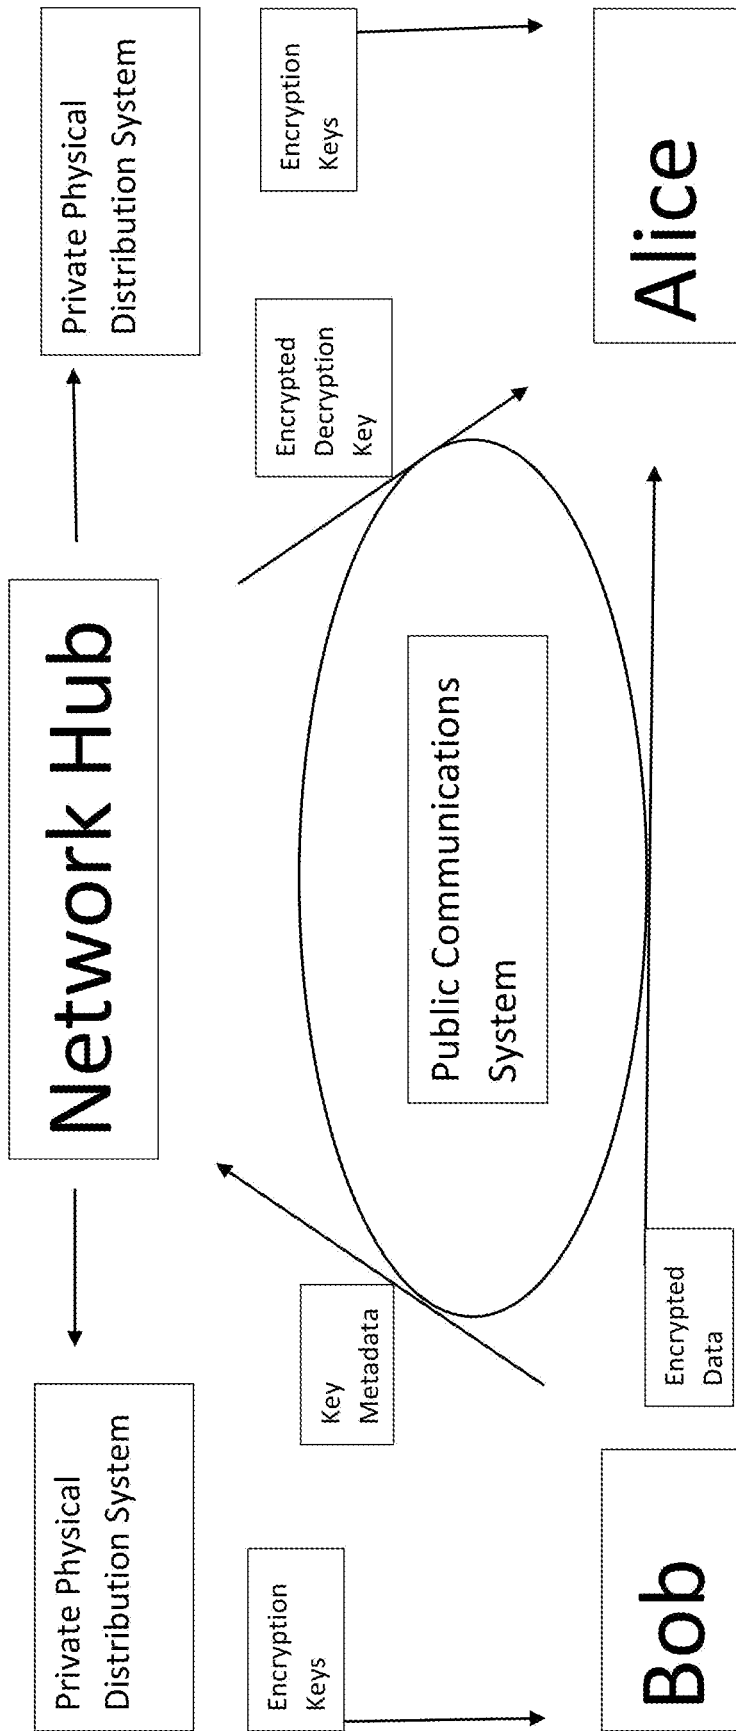 Private Physical
Distribution System
Network Hub
Private Physical
Distribution System
Encryption
Keys
Key
Metadata
Encrypted
Decryption
Key
Encryption
Keys
Public Communications
System
Bob
Encrypted
Data
Alice